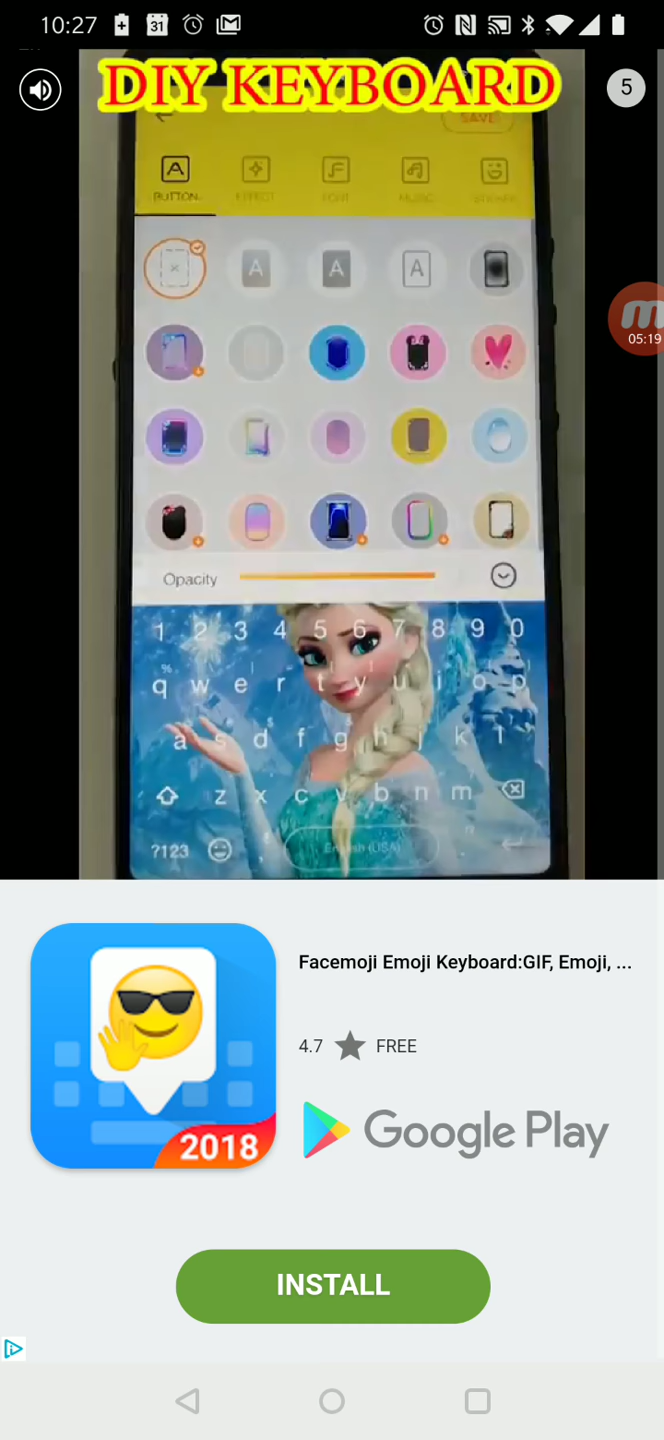 10:27
31
DIY KEYBOARD
5
SAVE
BUTTON
EFFECT
FONT
MUSIC
STICKER
A A A
05:19
Opacity
1 2 3 4 5 6 7 8 9 0
%
q w e r t y u i o p
a s d f g h j k l
z x c v b n m
?123 , English (USA)
Facemoji Emoji Keyboard:GIF, Emoji, ...
4.7 FREE
2018
Google Play
INSTALL